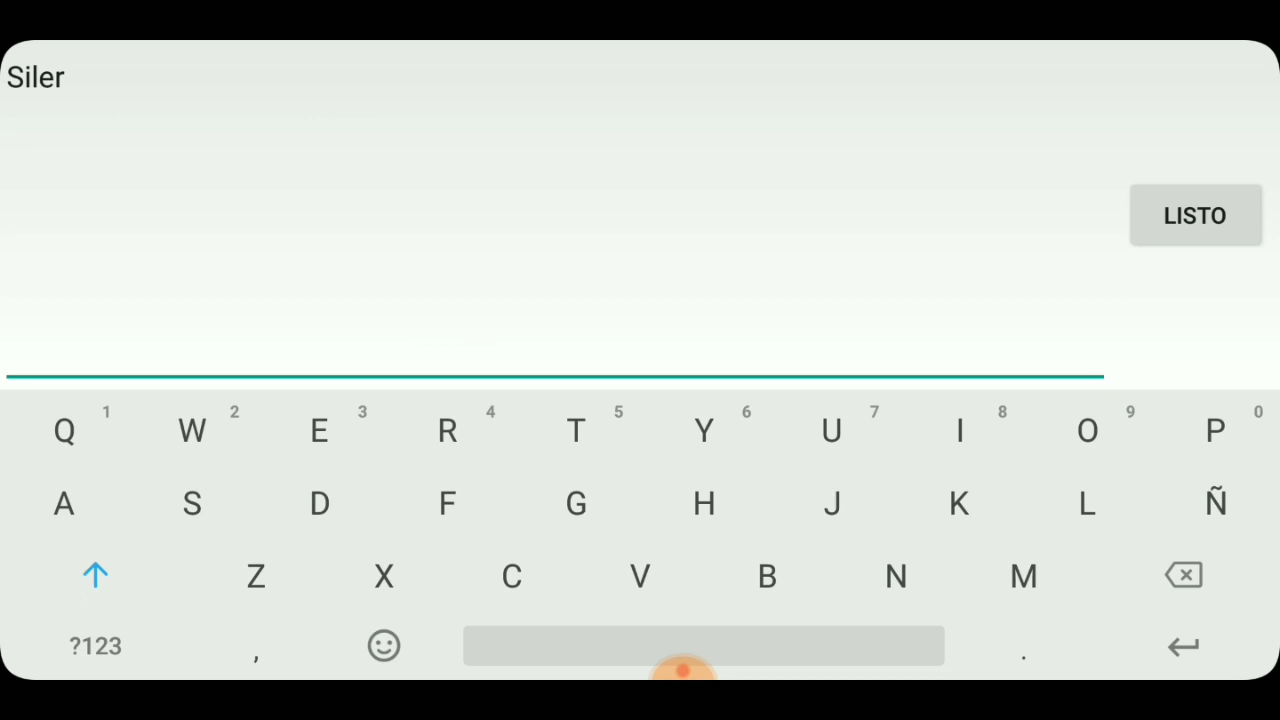 Siler
LISTO
Q 1 W 2 E 3 R 4 T 5 Y 6 U 7 I 8 O 9 P 0
A S D F G H J K L Ñ
Z X C V B N M
?123 , .